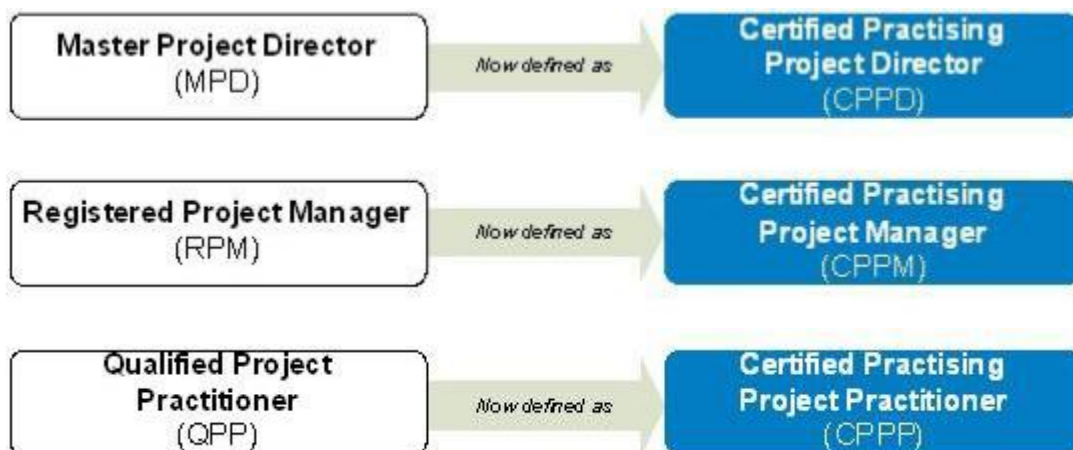 Master Project Director
(MPD)
Now defined as
Certified Practising
Project Director
(CPPD)
Registered Project Manager
(RPM)
Now defined as
Certified Practising
Project Manager
(CPPM)
Qualified Project
Practitioner
(QPP)
Now defined as
Certified Practising
Project Practitioner
(CPPP)